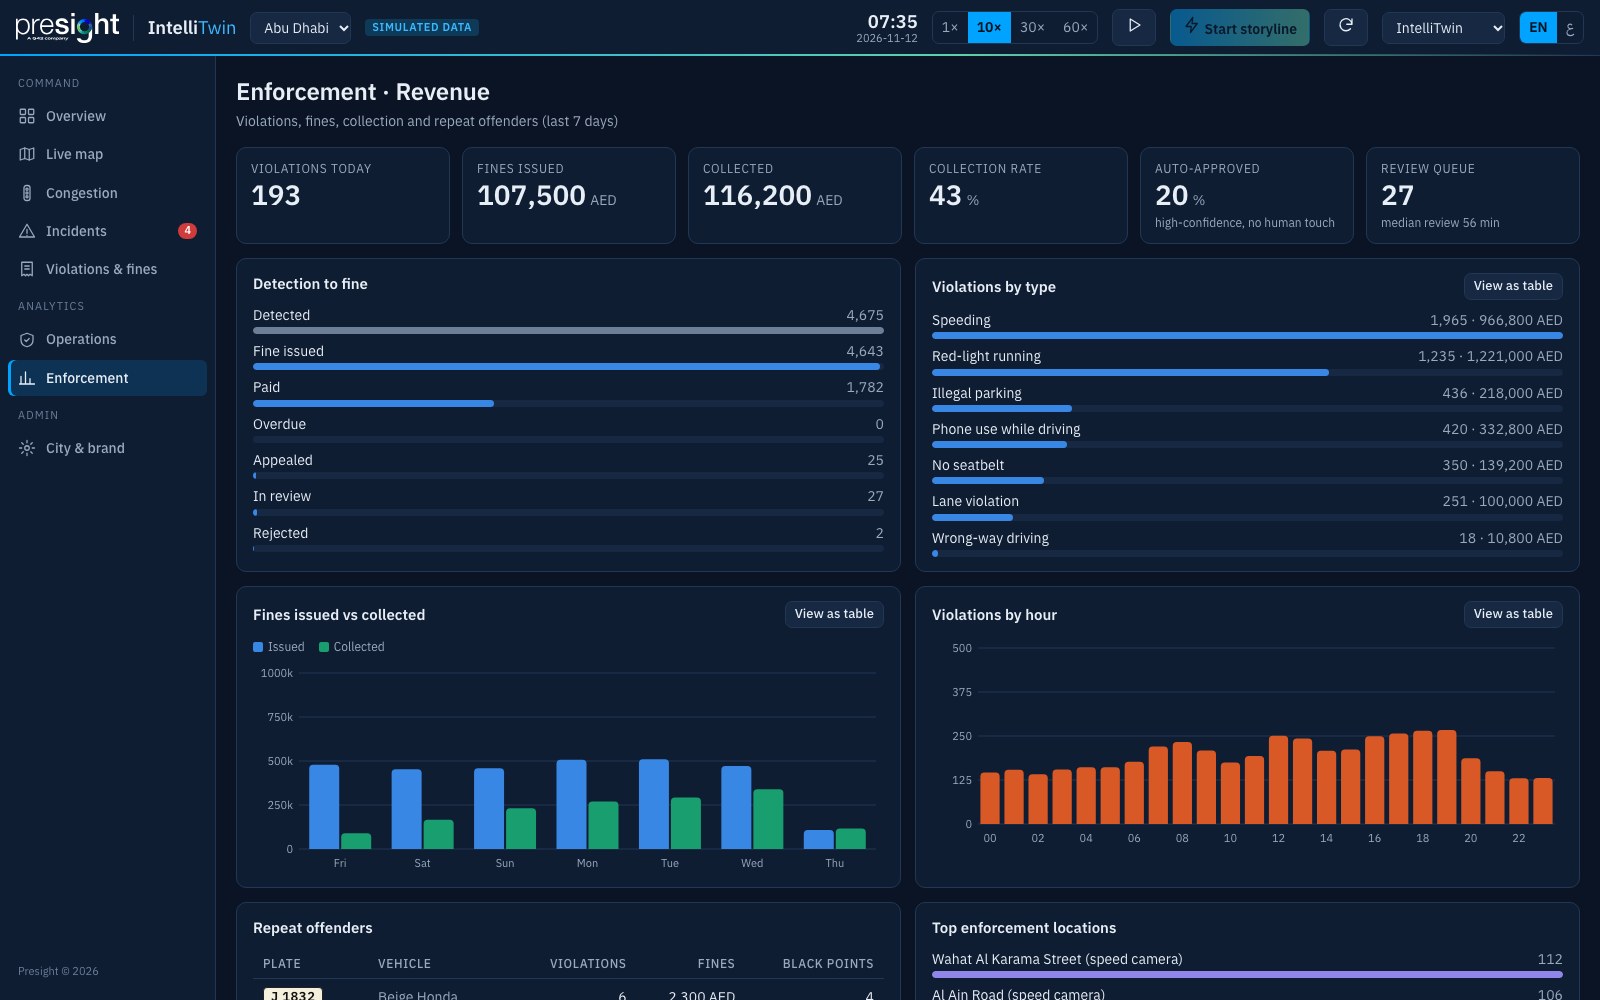 presight
A G42 company
IntelliTwin
Abu Dhabi
SIMULATED DATA
07:35
2026-11-12
1×
10×
30×
60×
Start storyline
IntelliTwin
EN
ع
COMMAND
Overview
Live map
Congestion
Incidents
4
Violations & fines
ANALYTICS
Operations
Enforcement
ADMIN
City & brand
Presight © 2026
Enforcement · Revenue
Violations, fines, collection and repeat offenders (last 7 days)
VIOLATIONS TODAY
193
FINES ISSUED
107,500 AED
COLLECTED
116,200 AED
COLLECTION RATE
43 %
AUTO-APPROVED
20 %
high-confidence, no human touch
REVIEW QUEUE
27
median review 56 min
Detection to fine
Detected 4,675
Fine issued 4,643
Paid 1,782
Overdue 0
Appealed 25
In review 27
Rejected 2
Violations by type
View as table
Speeding 1,965 · 966,800 AED
Red-light running 1,235 · 1,221,000 AED
Illegal parking 436 · 218,000 AED
Phone use while driving 420 · 332,800 AED
No seatbelt 350 · 139,200 AED
Lane violation 251 · 100,000 AED
Wrong-way driving 18 · 10,800 AED
Fines issued vs collected
View as table
Issued Collected
1000k
750k
500k
250k
0
Fri Sat Sun Mon Tue Wed Thu
Violations by hour
View as table
500
375
250
125
0
00 02 04 06 08 10 12 14 16 18 20 22
Repeat offenders
PLATE VEHICLE VIOLATIONS FINES BLACK POINTS
J 1832 Beige Honda 6 2,300 AED 4
Top enforcement locations
Wahat Al Karama Street (speed camera) 112
Al Ain Road (speed camera) 106